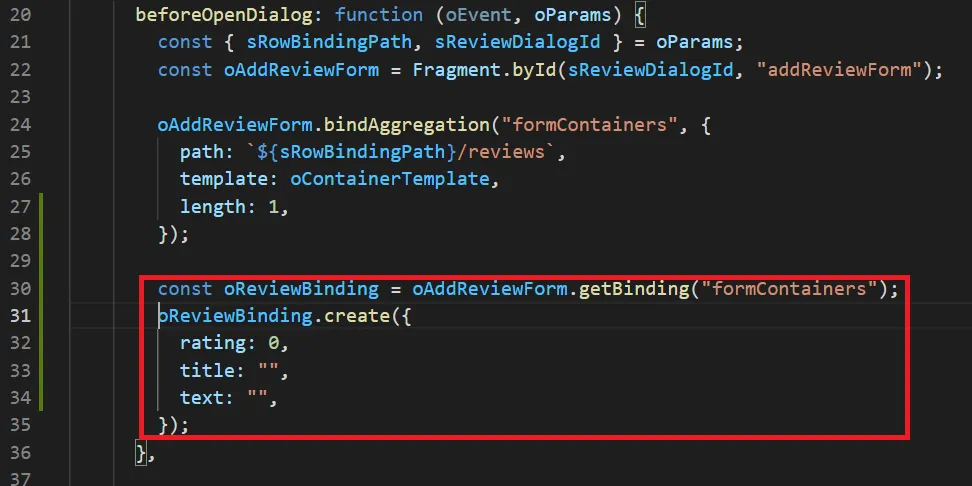 20 beforeOpenDialog: function (oEvent, oParams) {
21 const { sRowBindingPath, sReviewDialogId } = oParams;
22 const oAddReviewForm = Fragment.byId(sReviewDialogId, "addReviewForm");
23
24 oAddReviewForm.bindAggregation("formContainers", {
25 path: `${sRowBindingPath}/reviews`,
26 template: oContainerTemplate,
27 length: 1,
28 });
29
30 const oReviewBinding = oAddReviewForm.getBinding("formContainers");
31 oReviewBinding.create({
32 rating: 0,
33 title: "",
34 text: "",
35 });
36 },
37